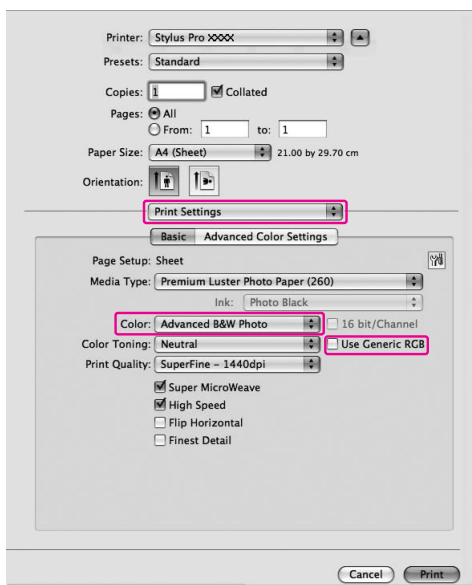 Printer: Stylus Pro XXXX
Presets: Standard
Copies: 1 Collated
Pages: All
From: 1 to: 1
Paper Size: A4 (Sheet) 21.00 by 29.70 cm
Orientation:
Print Settings
Basic Advanced Color Settings
Page Setup: Sheet
Media Type: Premium Luster Photo Paper (260)
Ink: Photo Black
Color: Advanced B&W Photo 16 bit/Channel
Color Toning: Neutral Use Generic RGB
Print Quality: SuperFine – 1440dpi
Super MicroWeave
High Speed
Flip Horizontal
Finest Detail
Cancel Print